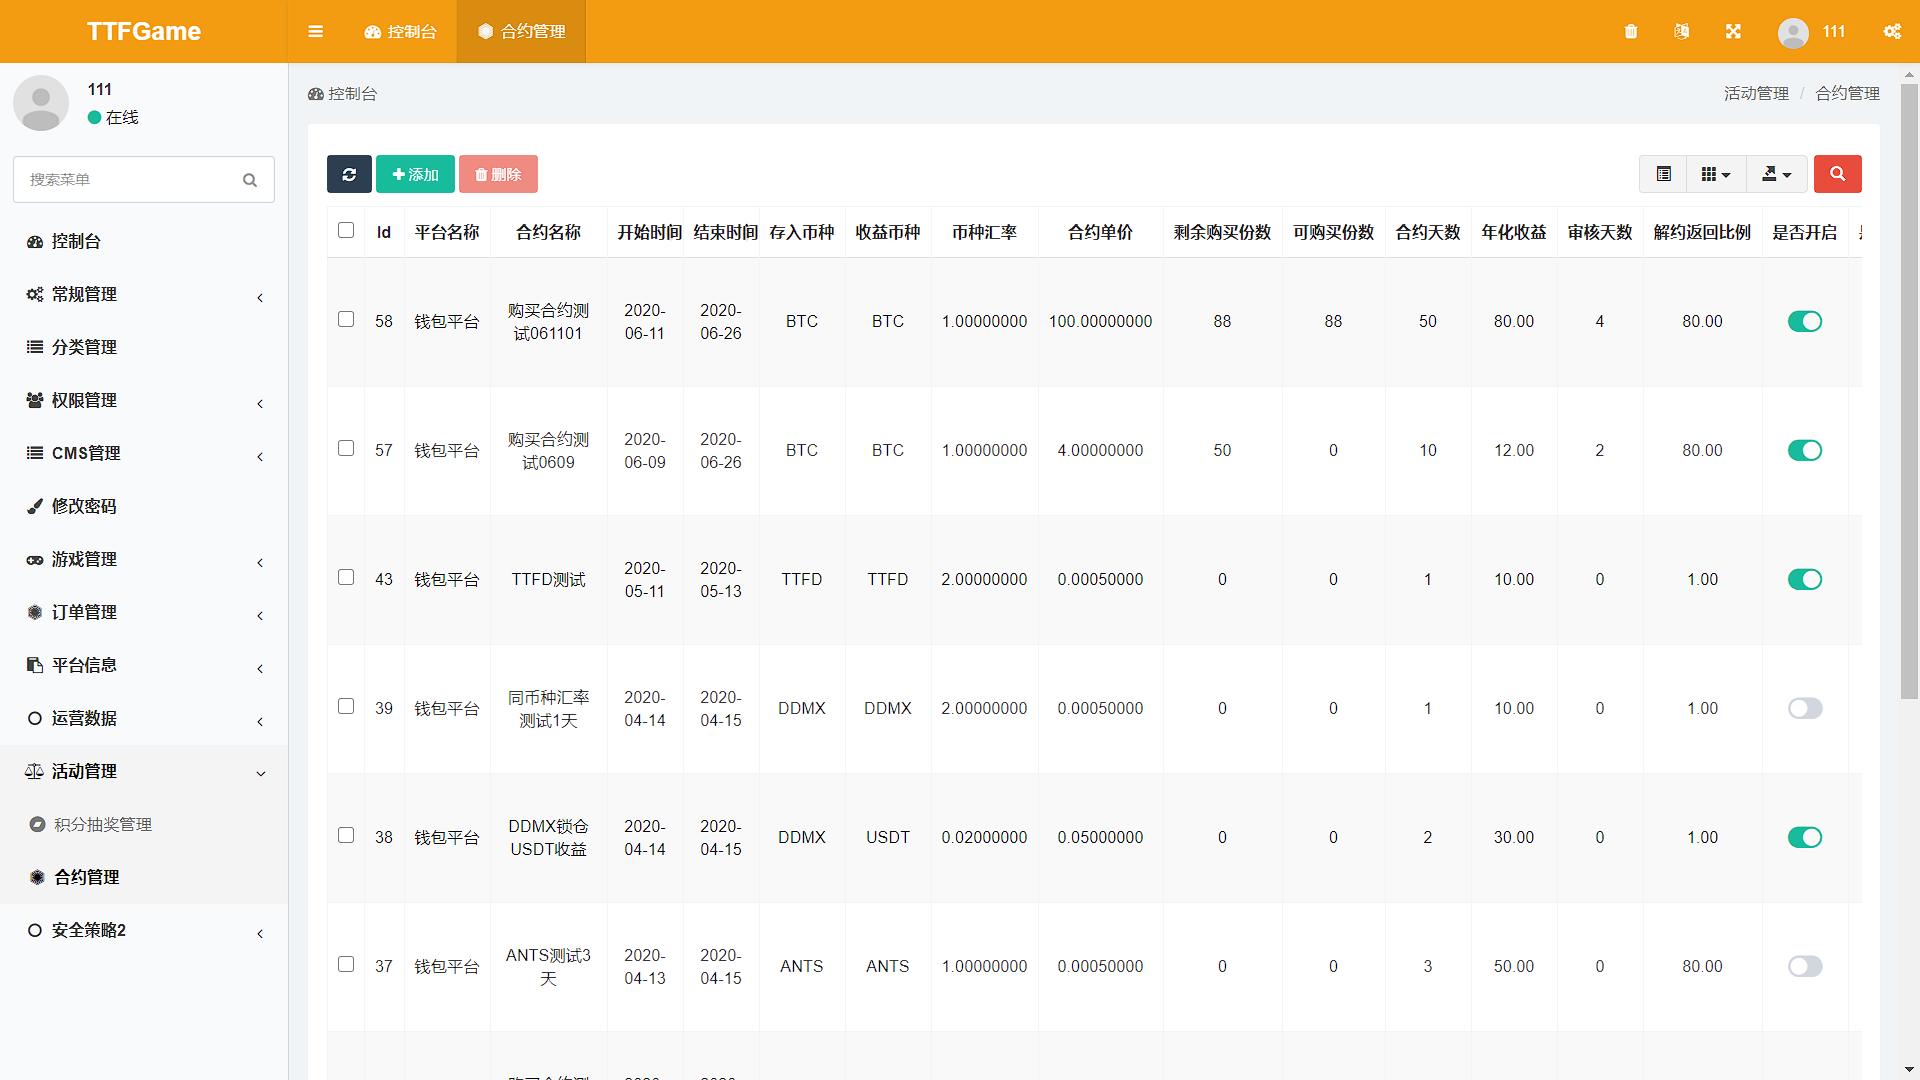 TTFGame
控制台
合约管理
111
111
在线
搜索菜单
控制台
常规管理
分类管理
权限管理
CMS管理
修改密码
游戏管理
订单管理
平台信息
运营数据
活动管理
积分抽奖管理
合约管理
安全策略2
控制台
活动管理 / 合约管理
添加 删除
Id 平台名称 合约名称 开始时间 结束时间 存入币种 收益币种 币种汇率 合约单价 剩余购买份数 可购买份数 合约天数 年化收益 审核天数 解约返回比例 是否开启
58 钱包平台 购买合约测试061101 2020-06-11 2020-06-26 BTC BTC 1.00000000 100.00000000 88 88 50 80.00 4 80.00
57 钱包平台 购买合约测试0609 2020-06-09 2020-06-26 BTC BTC 1.00000000 4.00000000 50 0 10 12.00 2 80.00
43 钱包平台 TTFD测试 2020-05-11 2020-05-13 TTFD TTFD 2.00000000 0.00050000 0 0 1 10.00 0 1.00
39 钱包平台 同币种汇率测试1天 2020-04-14 2020-04-15 DDMX DDMX 2.00000000 0.00050000 0 0 1 10.00 0 1.00
38 钱包平台 DDMX锁仓USDT收益 2020-04-14 2020-04-15 DDMX USDT 0.02000000 0.05000000 0 0 2 30.00 0 1.00
37 钱包平台 ANTS测试3天 2020-04-13 2020-04-15 ANTS ANTS 1.00000000 0.00050000 0 0 3 50.00 0 80.00